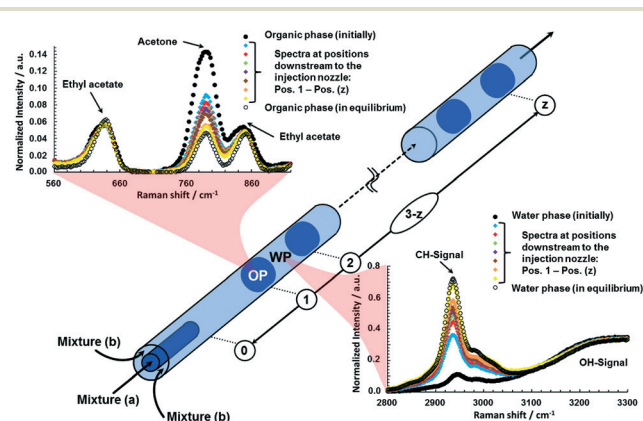 Normalized Intensity / a.u.
0.14
0.12
0.10
0.08
0.06
0.04
0.02
0.00
560
660
760
860
Raman shift / cm⁻¹
Ethyl acetate
Acetone
Ethyl acetate
Organic phase (initially)
Spectra at positions
downstream to the
injection nozzle:
Pos. 1 – Pos. (z)
Organic phase (in equilibrium)
z
3-z
WP
OP
2
1
0
Mixture (b)
Mixture (a)
Mixture (b)
Water phase (initially)
Spectra at positions
downstream to the
injection nozzle:
Pos. 1 – Pos. (z)
Water phase (in equilibrium)
CH-Signal
OH-Signal
Normalized Intensity / a.u.
0.8
0.6
0.4
0.2
0.0
2800
2900
3000
3100
3200
3300
Raman shift / cm⁻¹